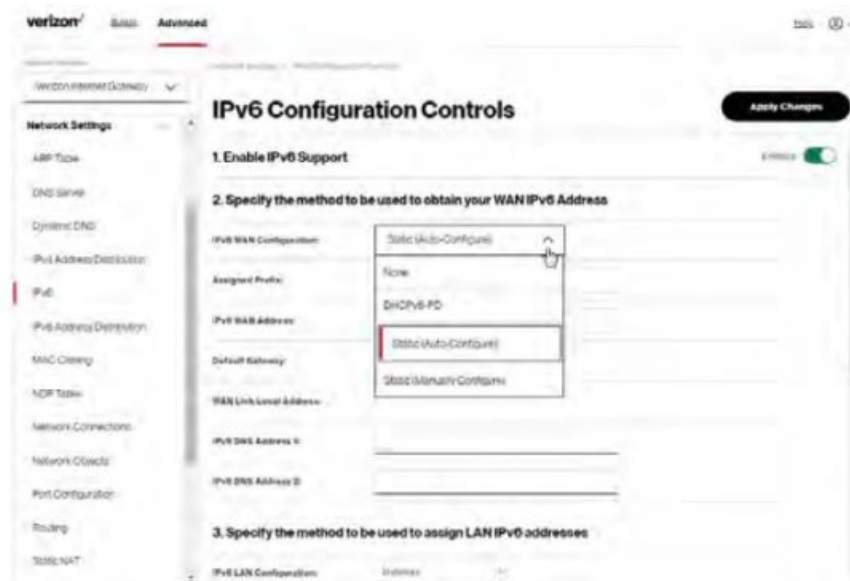 verizon
Basic
Advanced
Verizon Internet Gateway
Network Settings
ARP Table
DNS Server
Dynamic DNS
IPv4 Address Distribution
IPv6
IPv6 Address Distribution
MAC Cloning
NDP Table
Network Connections
Network Objects
Port Configuration
Routing
Static NAT
IPv6 Configuration Controls
Apply Changes
1. Enable IPv6 Support
2. Specify the method to be used to obtain your WAN IPv6 Address
IPv6 WAN Configuration:
Static (Auto-Configure)
None
DHCPv6-PD
Static (Auto-Configure)
Static (Manually Configure)
Assigned Prefix:
IPv6 WAN Address:
Default Gateway:
WAN Link Local Address:
IPv6 DNS Address 1:
IPv6 DNS Address 2:
3. Specify the method to be used to assign LAN IPv6 addresses
IPv6 LAN Configuration:
Stateless